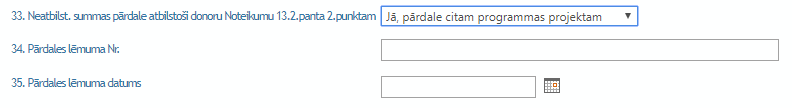 33. Neatbilst. summas pārdale atbilstoši donoru Noteikumu 13.2.panta 2.punktam Jā, pārdale citam programmas projektam
34. Pārdales lēmuma Nr.
35. Pārdales lēmuma datums